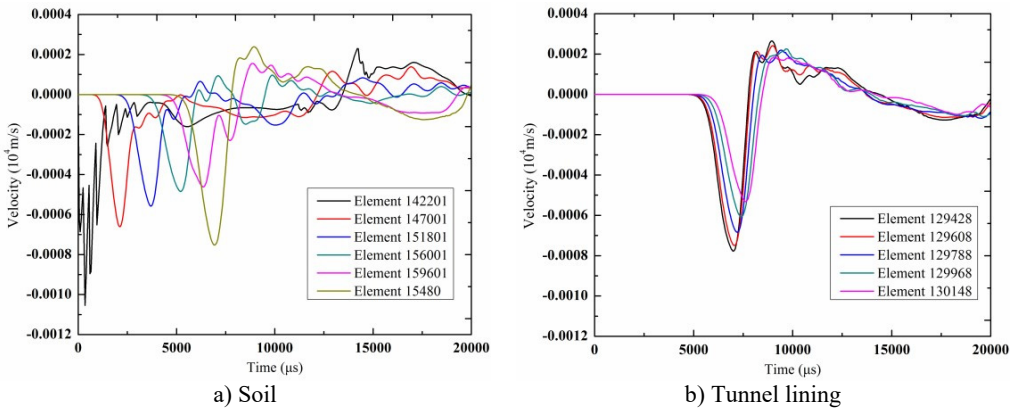 0.0004
0.0002
0.0000
-0.0002
-0.0004
-0.0006
-0.0008
-0.0010
-0.0012
Velocity (10⁴m/s)
Element 142201
Element 147001
Element 151801
Element 156001
Element 159601
Element 15480
0 5000 10000 15000 20000
Time (μs)
a) Soil
0.0004
0.0002
0.0000
-0.0002
-0.0004
-0.0006
-0.0008
-0.0010
-0.0012
Velocity (10⁴m/s)
Element 129428
Element 129608
Element 129788
Element 129968
Element 130148
0 5000 10000 15000 20000
Time (μs)
b) Tunnel lining